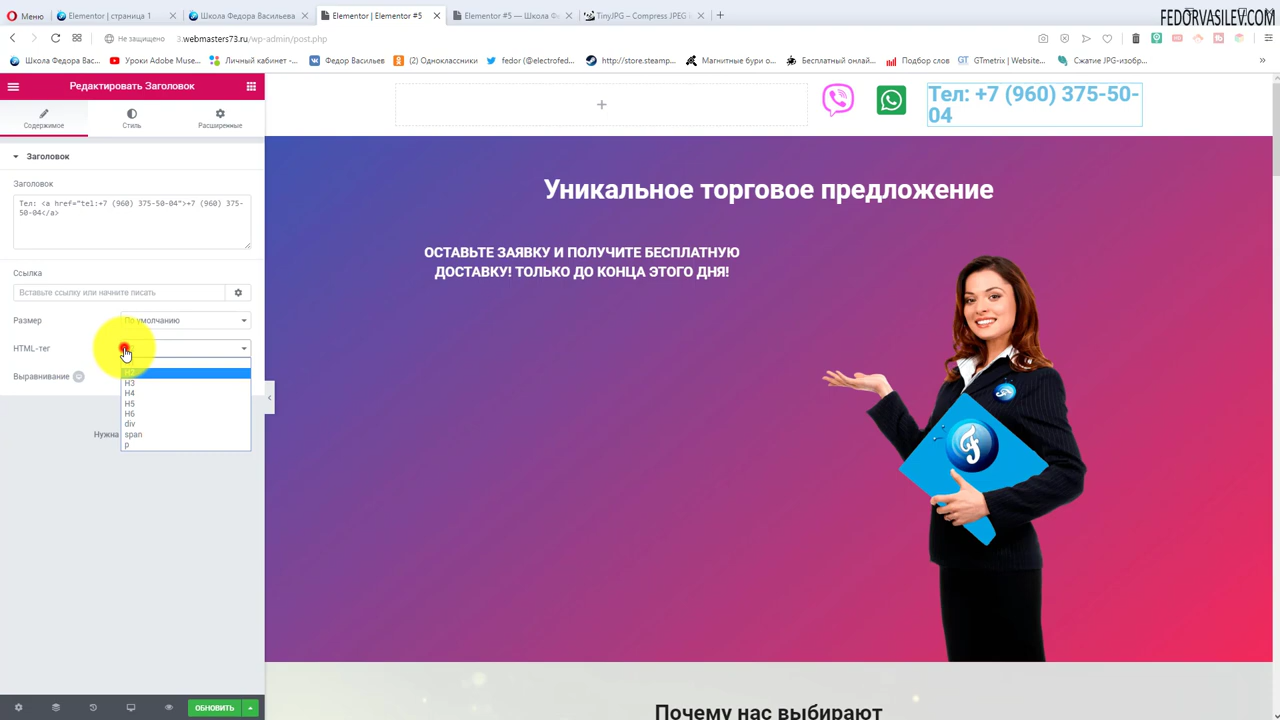 FEDORVASILEV.COM
Меню
Elementor | страница 1
Школа Федора Васильева
Elementor | Elementor #5
Elementor #5 — Школа Ф
TinyJPG – Compress JPEG
Не защищено
3.webmasters73.ru/wp-admin/post.php
Школа Федора Васи...
Уроки Adobe Muse...
Личный кабинет -...
Федор Васильев
(2) Одноклассники
fedor (@electrofed...
http://store.steamp...
Магнитные бури о...
Бесплатный онлай...
Подбор слов
GTmetrix | Website...
Сжатие JPG-изобр...
Редактировать Заголовок
Содержимое
Стиль
Расширенные
Заголовок
Заголовок
Тел: <a href="tel:+7 (960) 375-50-04">+7 (960) 375-
50-04</a>
Ссылка
Вставьте ссылку или начните писать
Размер
По умолчанию
HTML-тег
H2
H3
H4
H5
H6
div
span
p
Выравнивание
Нужна
ОБНОВИТЬ
Тел: +7 (960) 375-50-
04
Уникальное торговое предложение
ОСТАВЬТЕ ЗАЯВКУ И ПОЛУЧИТЕ БЕСПЛАТНУЮ
ДОСТАВКУ! ТОЛЬКО ДО КОНЦА ЭТОГО ДНЯ!
Почему нас выбирают